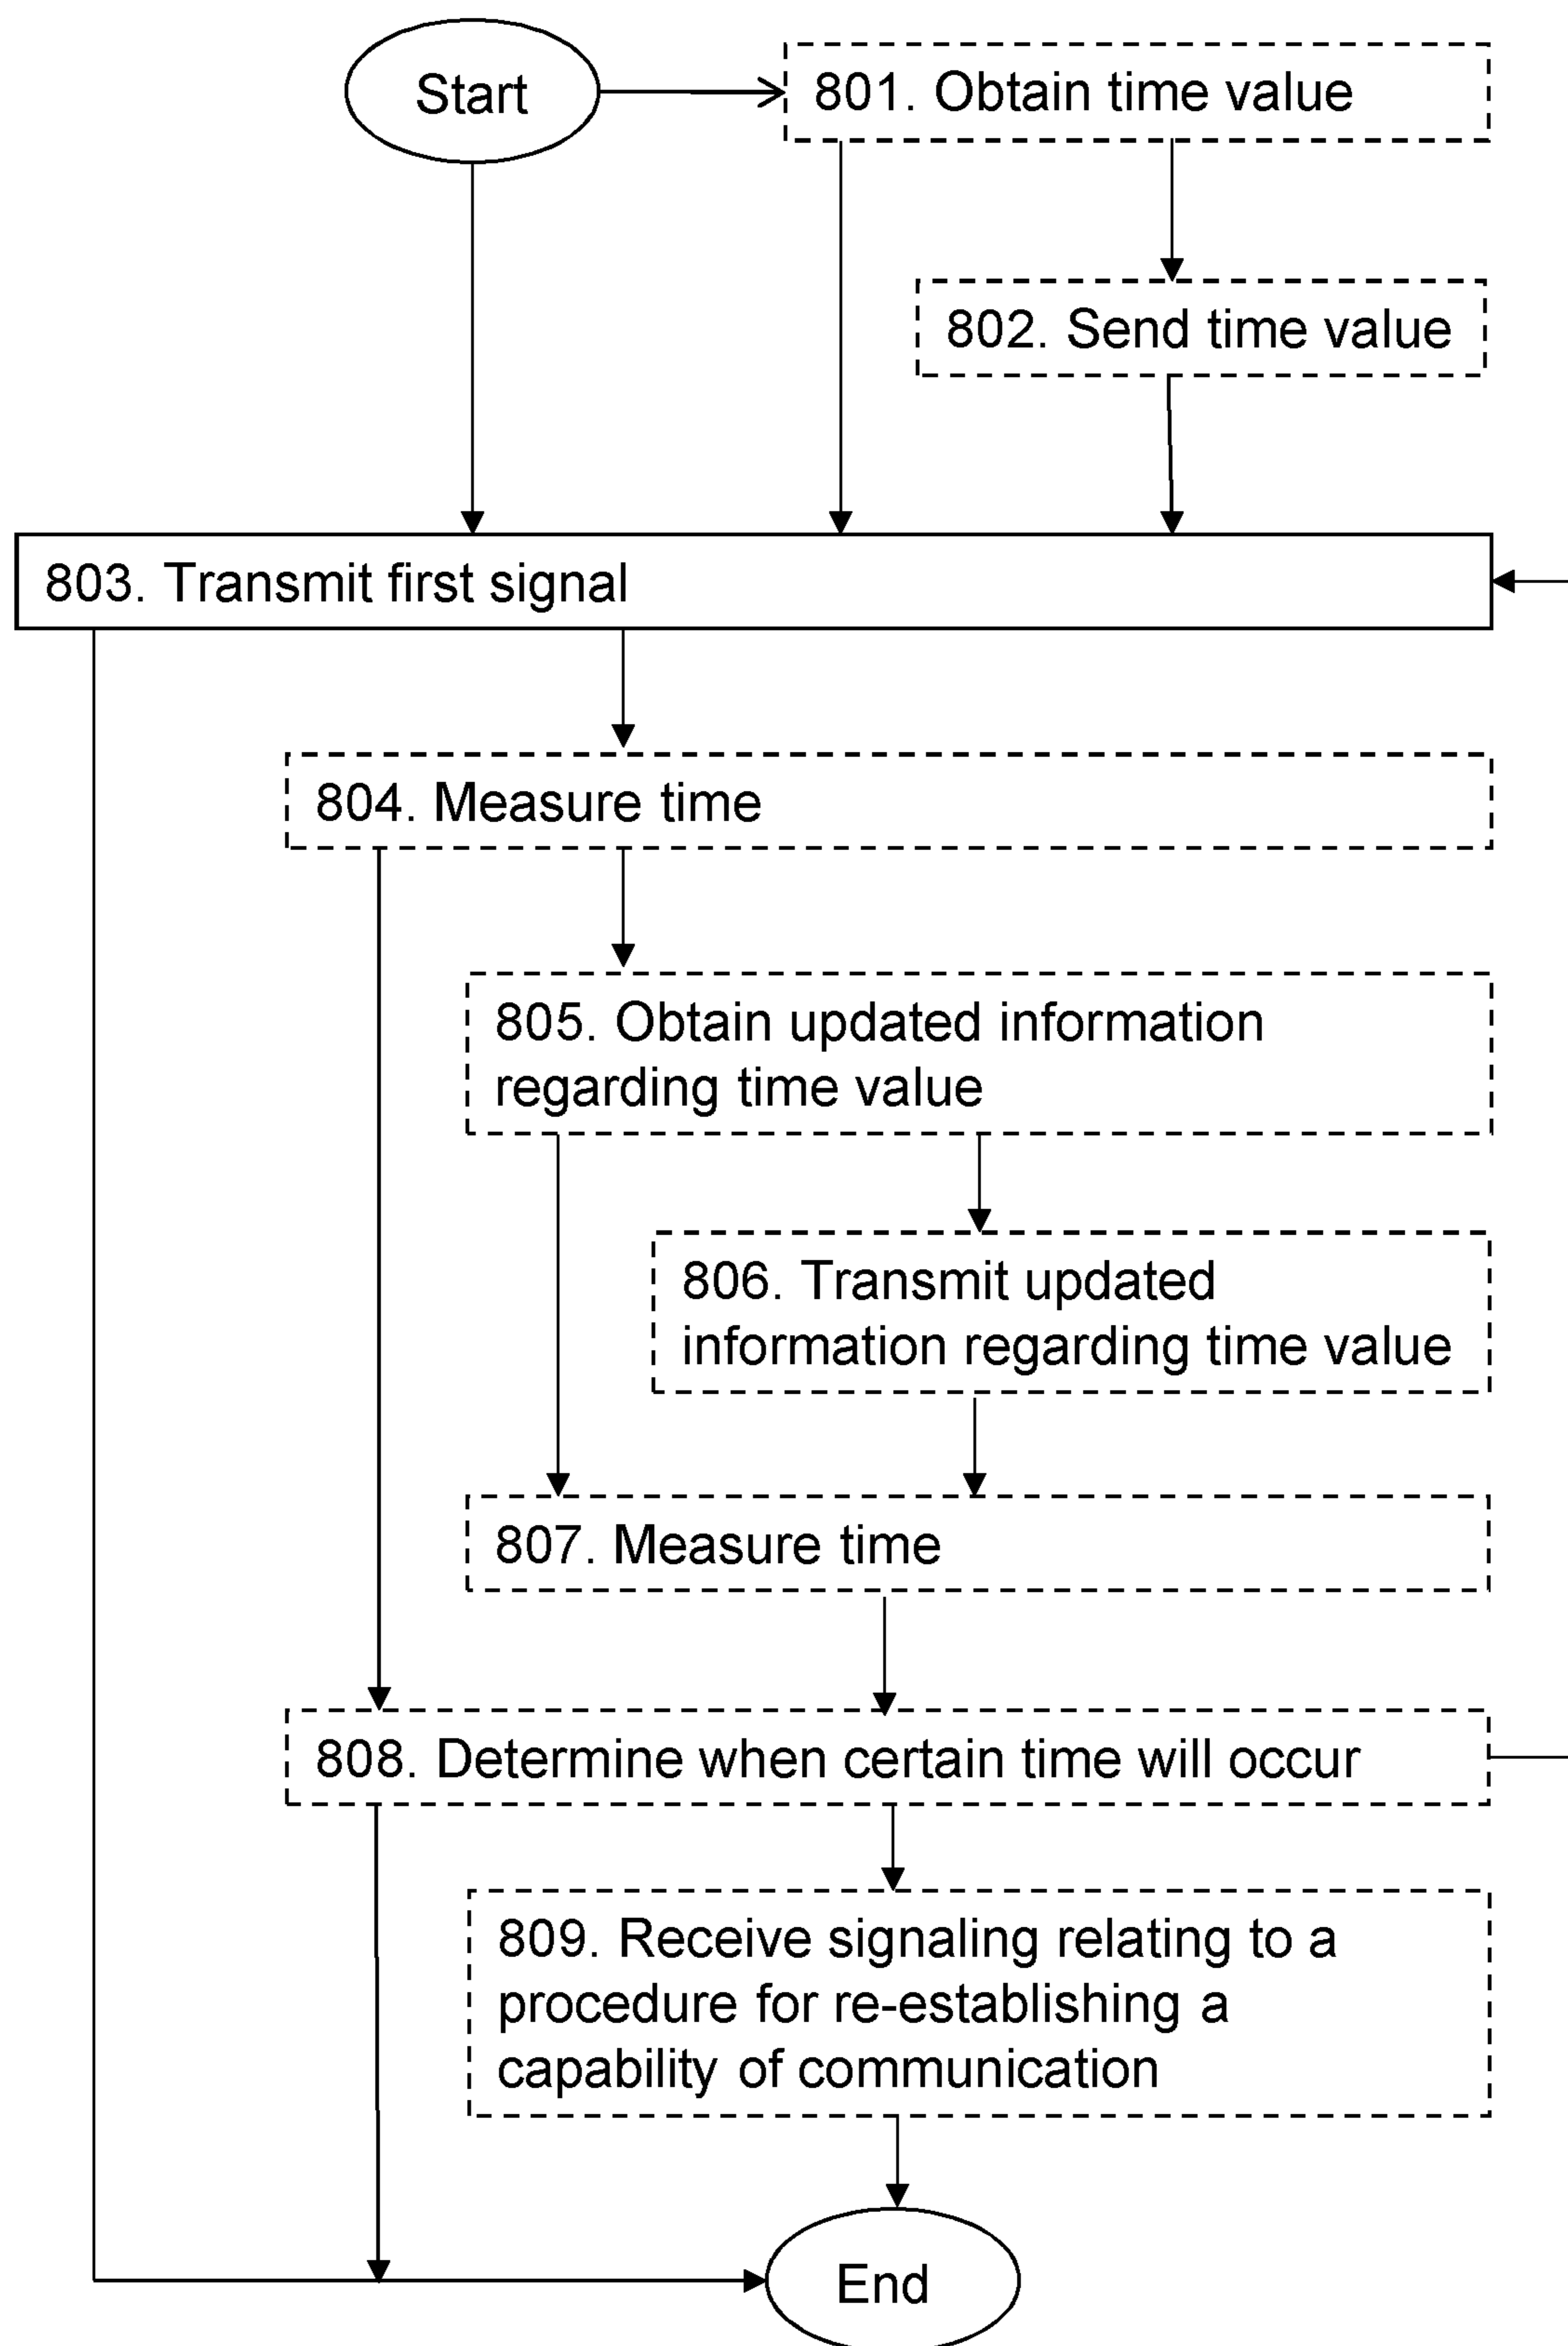 Start
801. Obtain time value
802. Send time value
803. Transmit first signal
804. Measure time
805. Obtain updated information
regarding time value
806. Transmit updated
information regarding time value
807. Measure time
808. Determine when certain time will occur
809. Receive signaling relating to a
procedure for re-establishing a
capability of communication
End